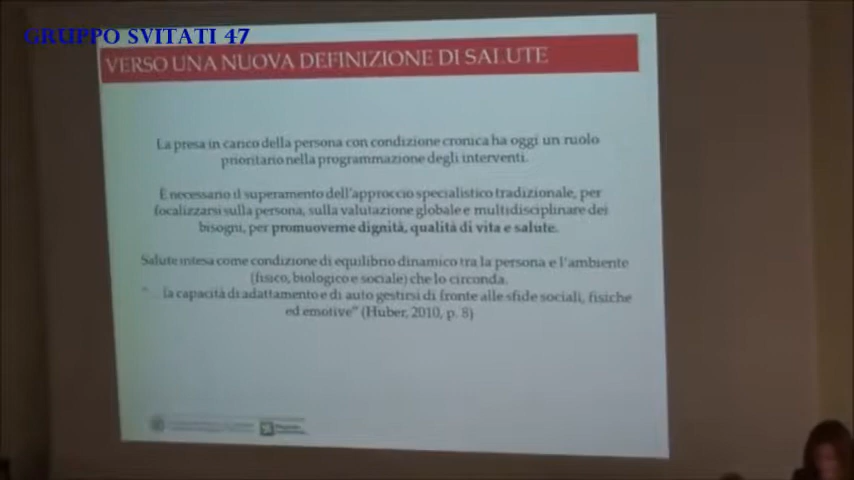 GRUPPO SVITATI 47
VERSO UNA NUOVA DEFINIZIONE DI SALUTE
La presa in carico della persona con condizione cronica ha oggi un ruolo
prioritario nella programmazione degli interventi.
È necessario il superamento dell'approccio specialistico tradizionale, per
focalizzarsi sulla persona, sulla valutazione globale e multidisciplinare dei
bisogni, per promuoverne dignità, qualità di vita e salute.
Salute intesa come condizione di equilibrio dinamico tra la persona e l'ambiente
(fisico, biologico e sociale) che lo circonda.
"…la capacità di adattamento e di auto gestirsi di fronte alle sfide sociali, fisiche
ed emotive" (Huber, 2010, p. 8)